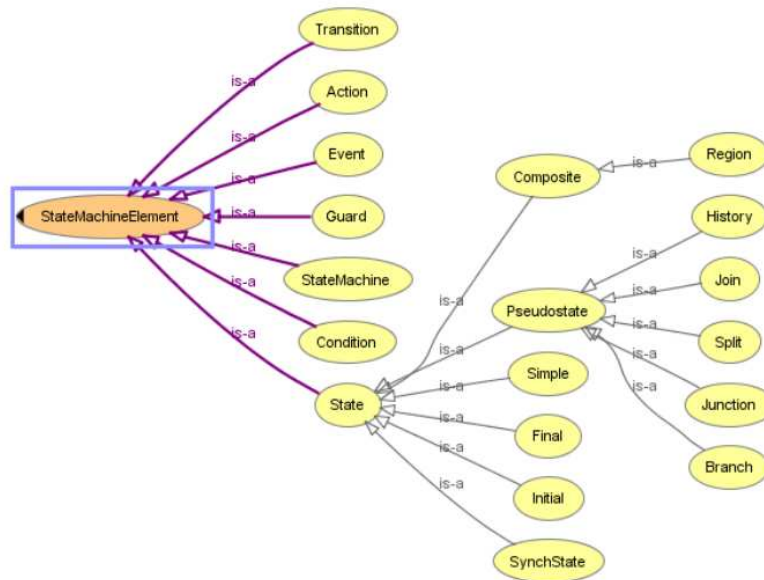 Transition
is-a
Action
is-a
Event
is-a
StateMachineElement
is-a
Guard
is-a
StateMachine
is-a
Condition
is-a
State
Composite
is-a
Region
is-a
Pseudostate
is-a
History
is-a
Join
is-a
Split
is-a
Junction
is-a
Branch
is-a
Simple
is-a
Final
is-a
Initial
is-a
SynchState
is-a
is-a